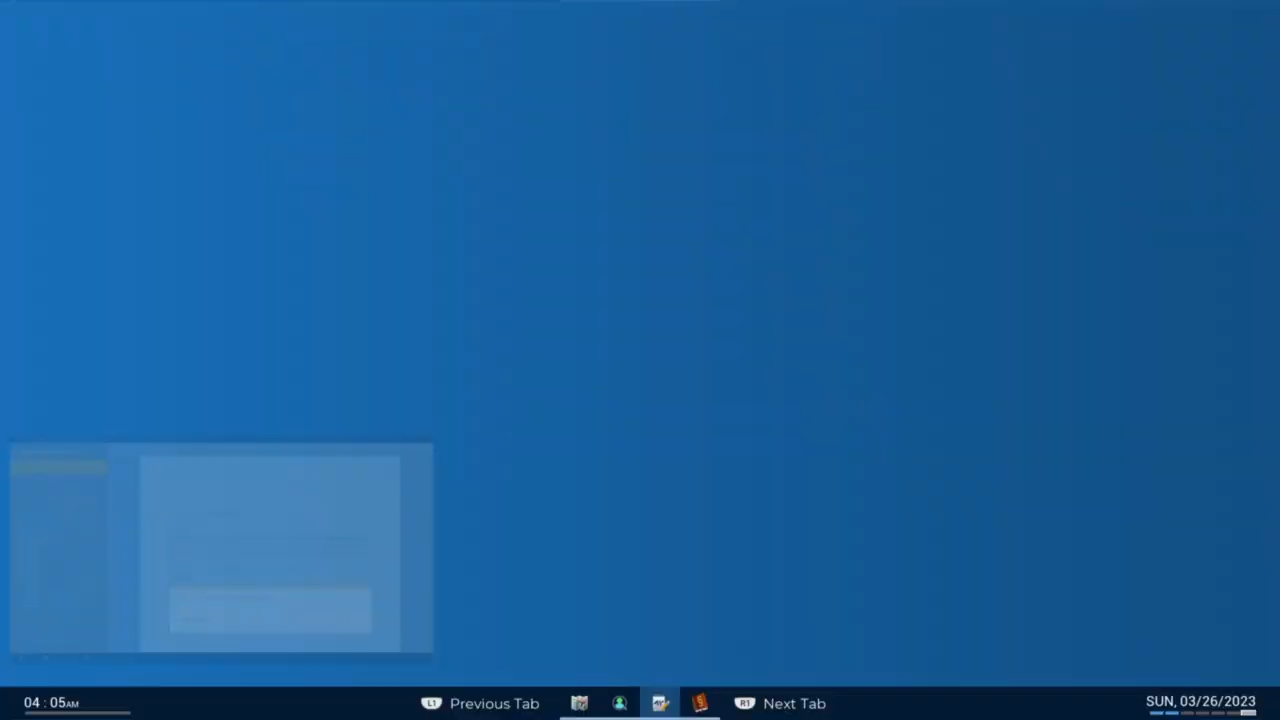 04 : 05AM
L1 Previous Tab
R1 Next Tab
SUN, 03/26/2023